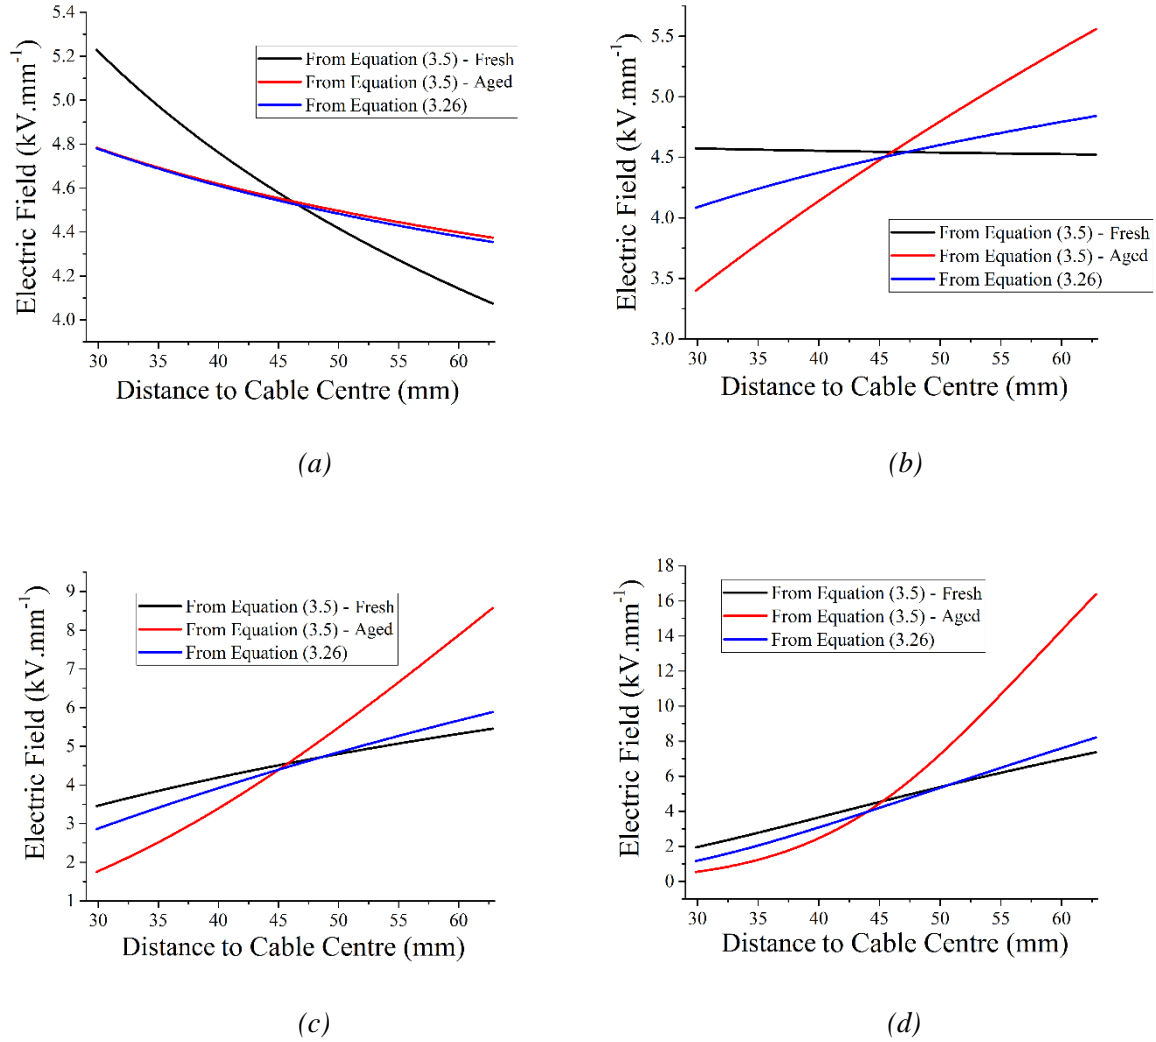 5.4
5.2
5.0
4.8
4.6
4.4
4.2
4.0
Electric Field (kV.mm⁻¹)
From Equation (3.5) - Fresh
From Equation (3.5) - Aged
From Equation (3.26)
30 35 40 45 50 55 60
Distance to Cable Centre (mm)
(a)
5.5
5.0
4.5
4.0
3.5
3.0
Electric Field (kV.mm⁻¹)
From Equation (3.5) - Fresh
From Equation (3.5) - Aged
From Equation (3.26)
30 35 40 45 50 55 60
Distance to Cable Centre (mm)
(b)
9
8
7
6
5
4
3
2
1
Electric Field (kV.mm⁻¹)
From Equation (3.5) - Fresh
From Equation (3.5) - Aged
From Equation (3.26)
30 35 40 45 50 55 60
Distance to Cable Centre (mm)
(c)
18
16
14
12
10
8
6
4
2
0
Electric Field (kV.mm⁻¹)
From Equation (3.5) - Fresh
From Equation (3.5) - Aged
From Equation (3.26)
30 35 40 45 50 55 60
Distance to Cable Centre (mm)
(d)